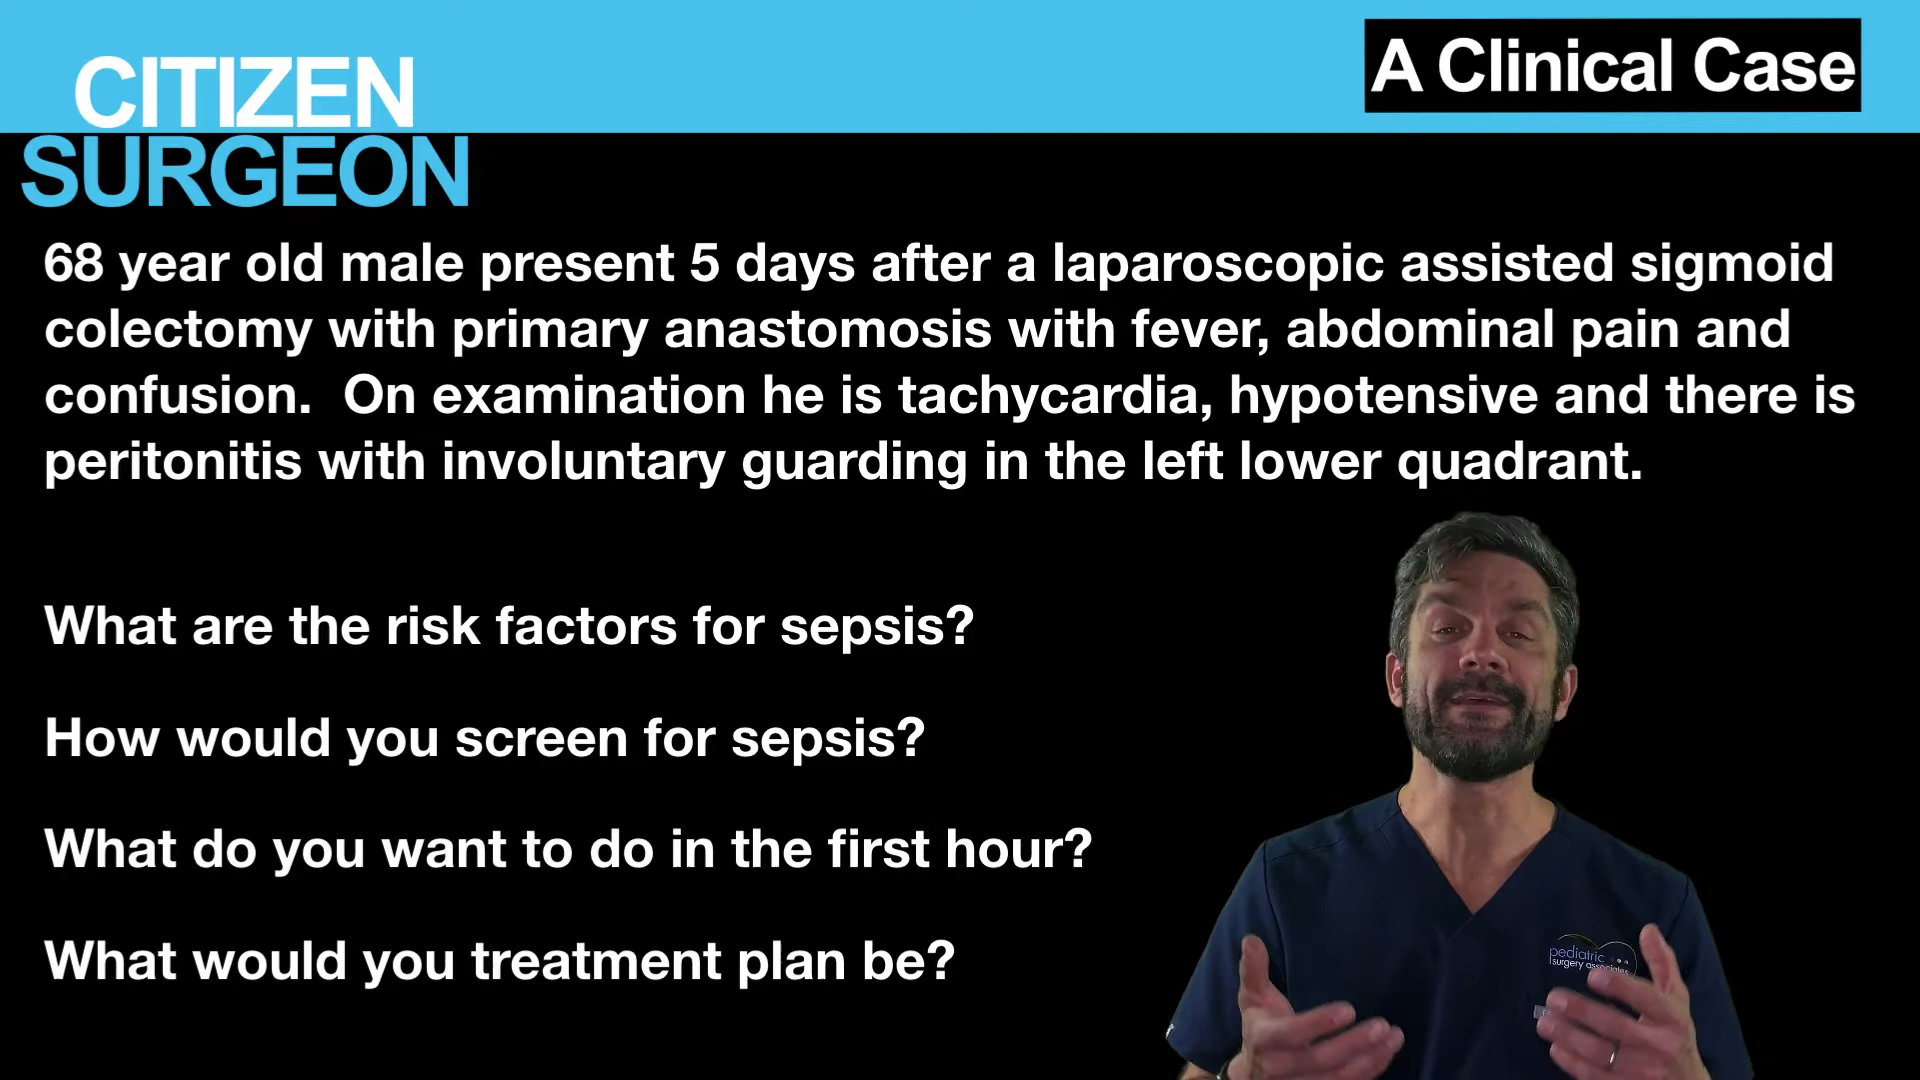 CITIZEN
SURGEON
A Clinical Case
68 year old male present 5 days after a laparoscopic assisted sigmoid
colectomy with primary anastomosis with fever, abdominal pain and
confusion. On examination he is tachycardia, hypotensive and there is
peritonitis with involuntary guarding in the left lower quadrant.
What are the risk factors for sepsis?
How would you screen for sepsis?
What do you want to do in the first hour?
What would you treatment plan be?
pediatric
surgery associates